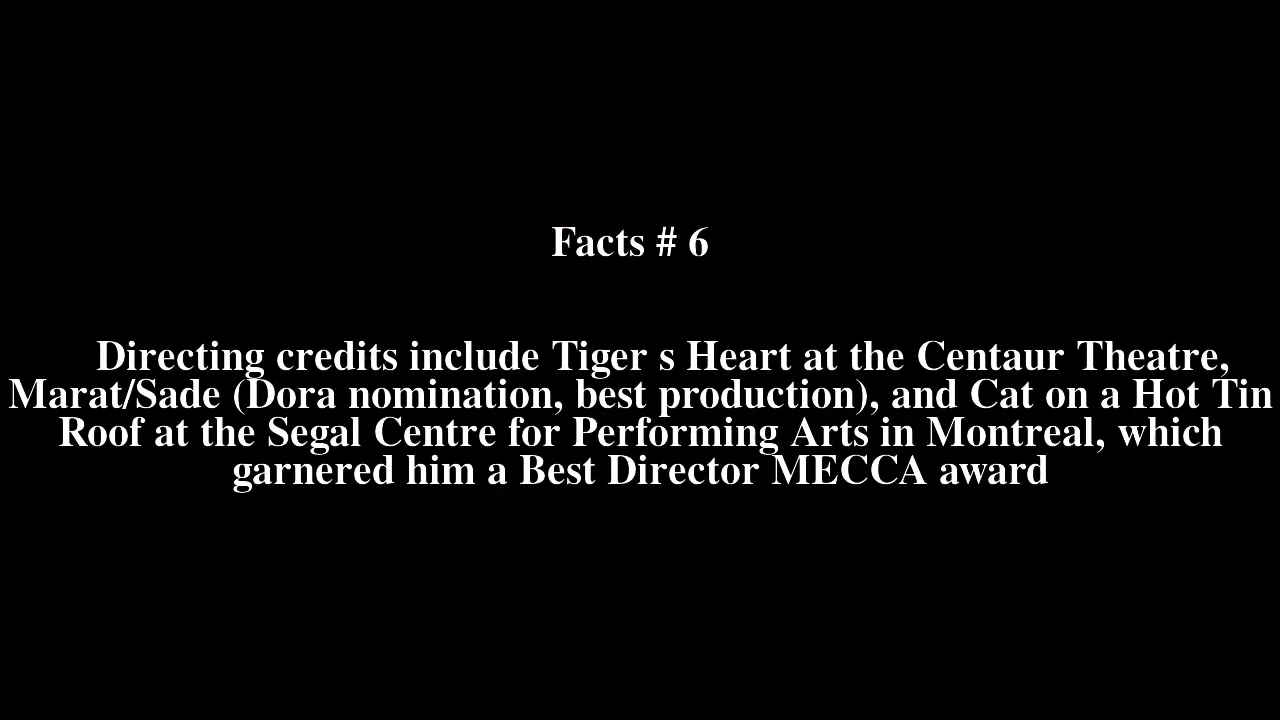 Facts # 6
Directing credits include Tiger s Heart at the Centaur Theatre,
Marat/Sade (Dora nomination, best production), and Cat on a Hot Tin
Roof at the Segal Centre for Performing Arts in Montreal, which
garnered him a Best Director MECCA award